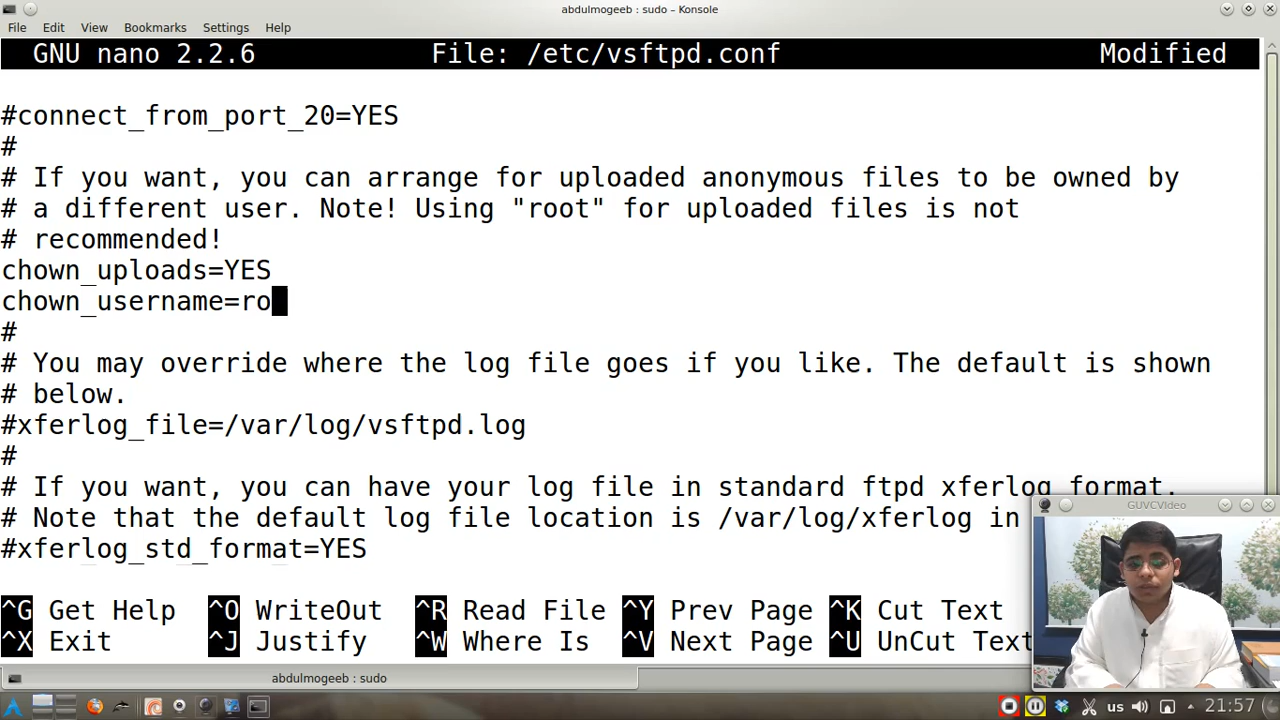 abdulmogeeb : sudo – Konsole
File Edit View Bookmarks Settings Help
GNU nano 2.2.6 File: /etc/vsftpd.conf Modified
#connect_from_port_20=YES
#
# If you want, you can arrange for uploaded anonymous files to be owned by
# a different user. Note! Using "root" for uploaded files is not
# recommended!
chown_uploads=YES
chown_username=ro
#
# You may override where the log file goes if you like. The default is shown
# below.
#xferlog_file=/var/log/vsftpd.log
#
# If you want, you can have your log file in standard ftpd xferlog format.
# Note that the default log file location is /var/log/xferlog in
#xferlog_std_format=YES
GUVCVideo
^G Get Help ^O WriteOut ^R Read File ^Y Prev Page ^K Cut Text
^X Exit ^J Justify ^W Where Is ^V Next Page ^U UnCut Text
abdulmogeeb : sudo
us 21:57